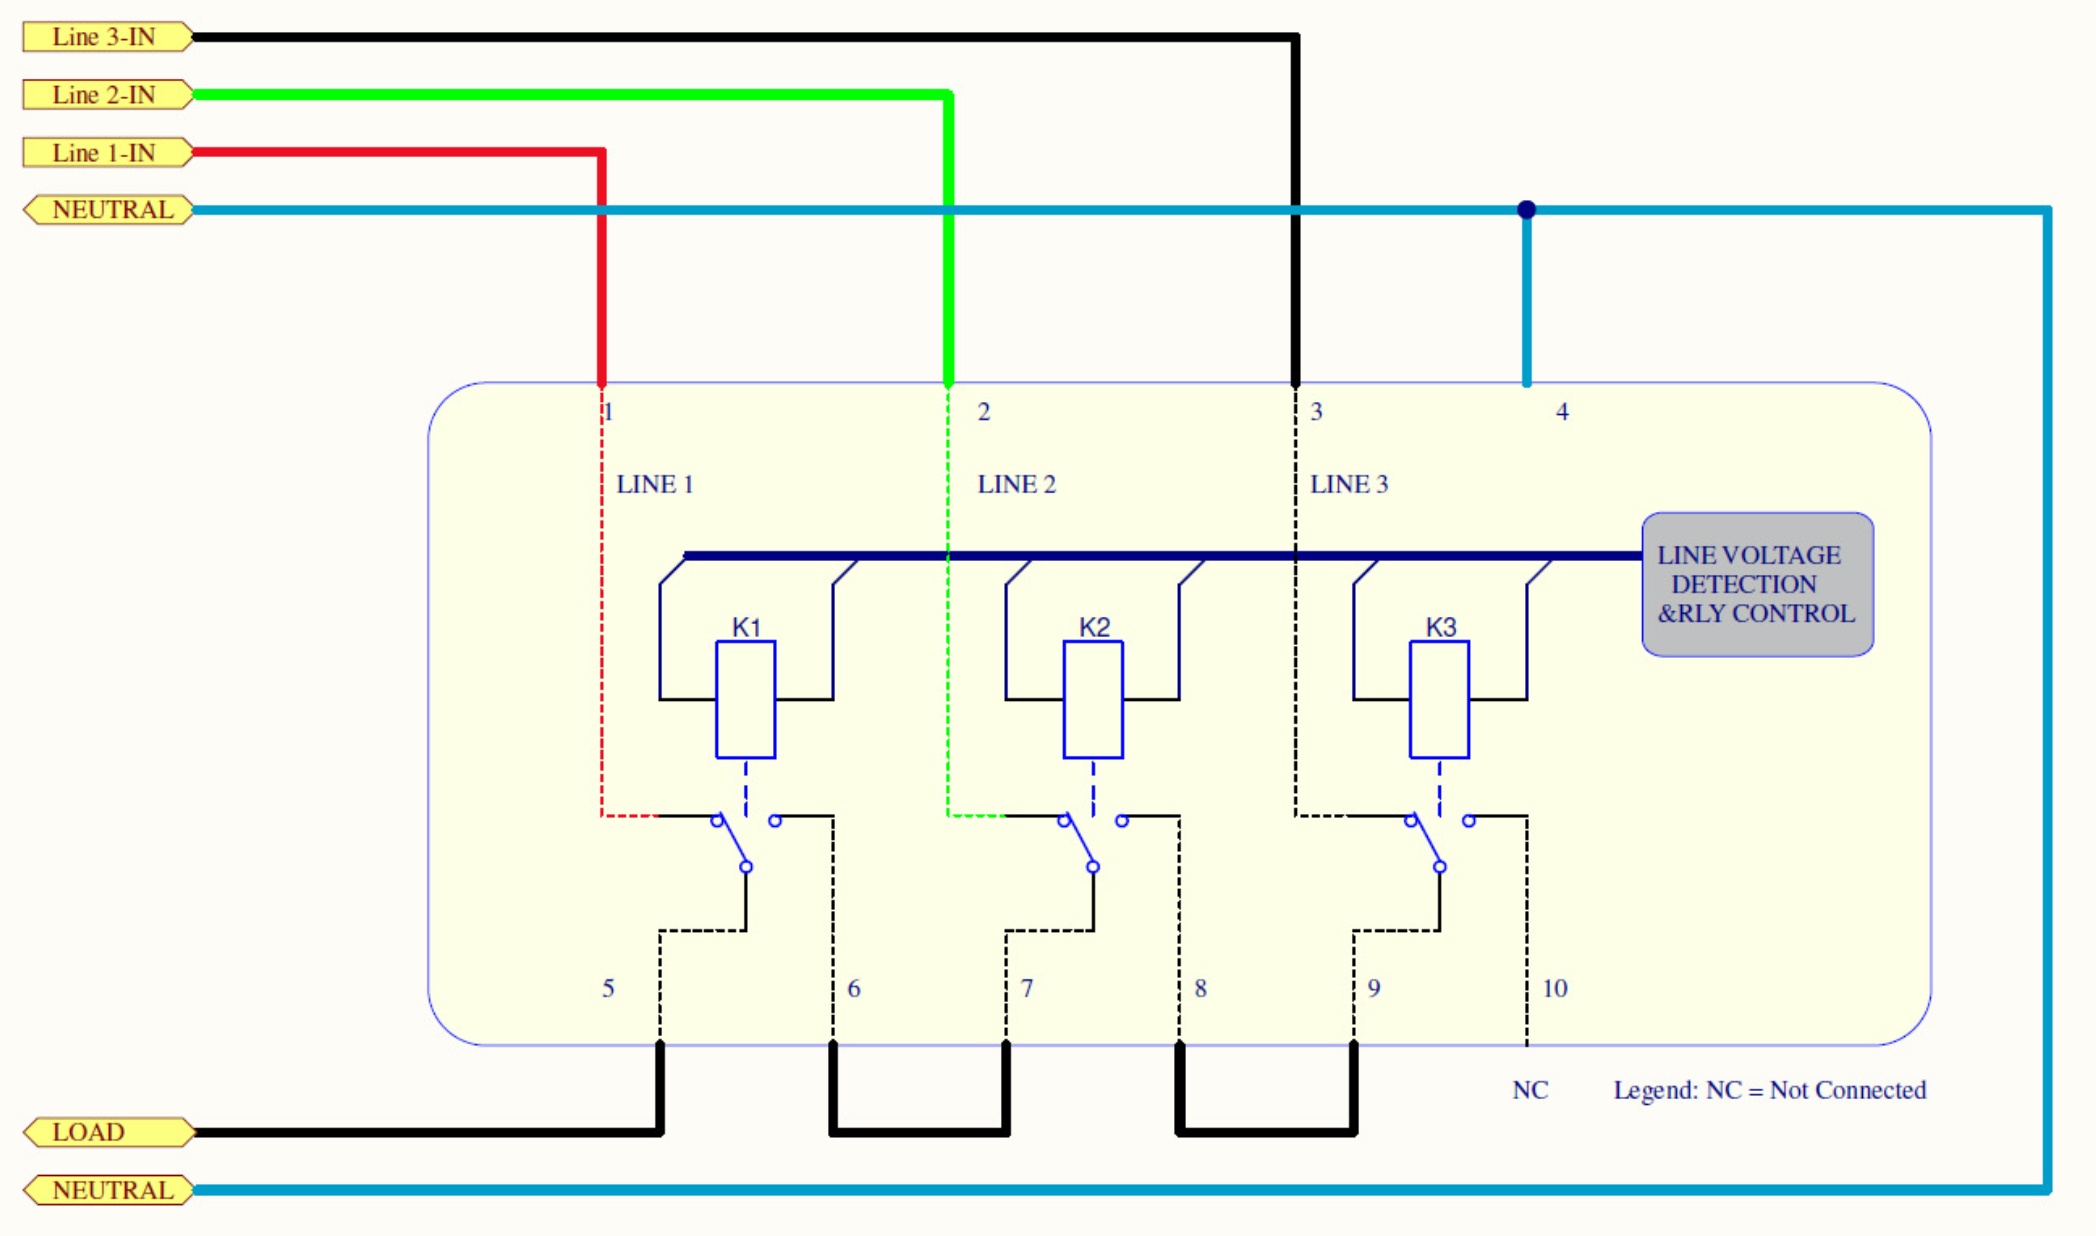 Line 3-IN
Line 2-IN
Line 1-IN
NEUTRAL
1
2
3
4
LINE 1
LINE 2
LINE 3
LINE VOLTAGE
DETECTION
&RLY CONTROL
K1
K2
K3
5
6
7
8
9
10
NC
Legend: NC = Not Connected
LOAD
NEUTRAL